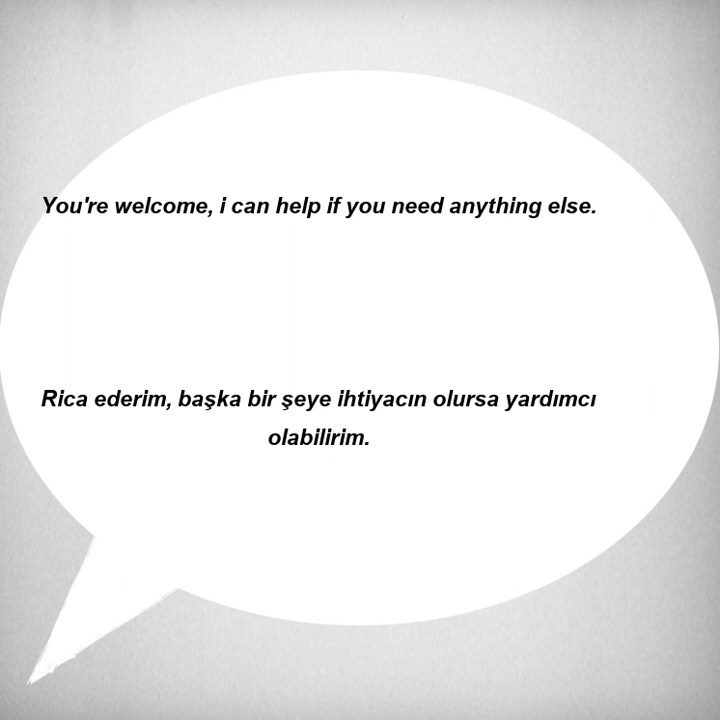 You're welcome, i can help if you need anything else.
Rica ederim, başka bir şeye ihtiyacın olursa yardımcı
olabilirim.